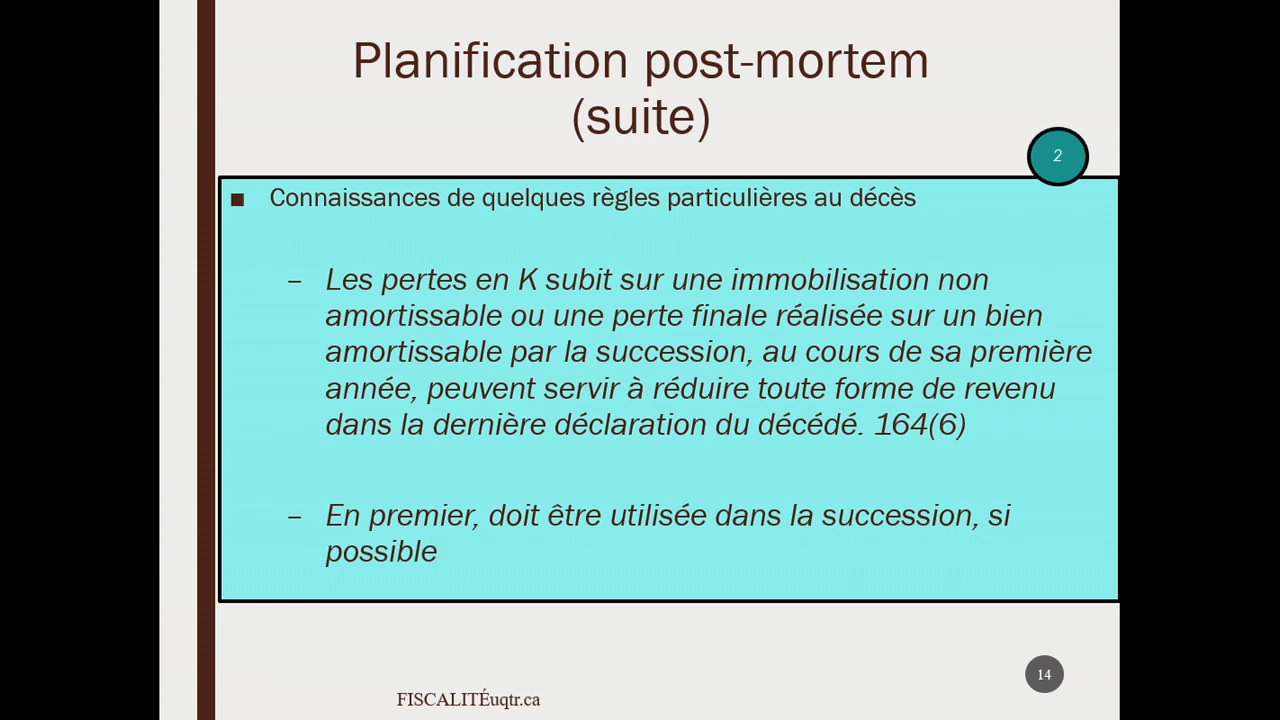 Planification post-mortem
(suite)
2
■ Connaissances de quelques règles particulières au décès
– Les pertes en K subit sur une immobilisation non
amortissable ou une perte finale réalisée sur un bien
amortissable par la succession, au cours de sa première
année, peuvent servir à réduire toute forme de revenu
dans la dernière déclaration du décédé. 164(6)
– En premier, doit être utilisée dans la succession, si
possible
14
FISCALITÉuqtr.ca